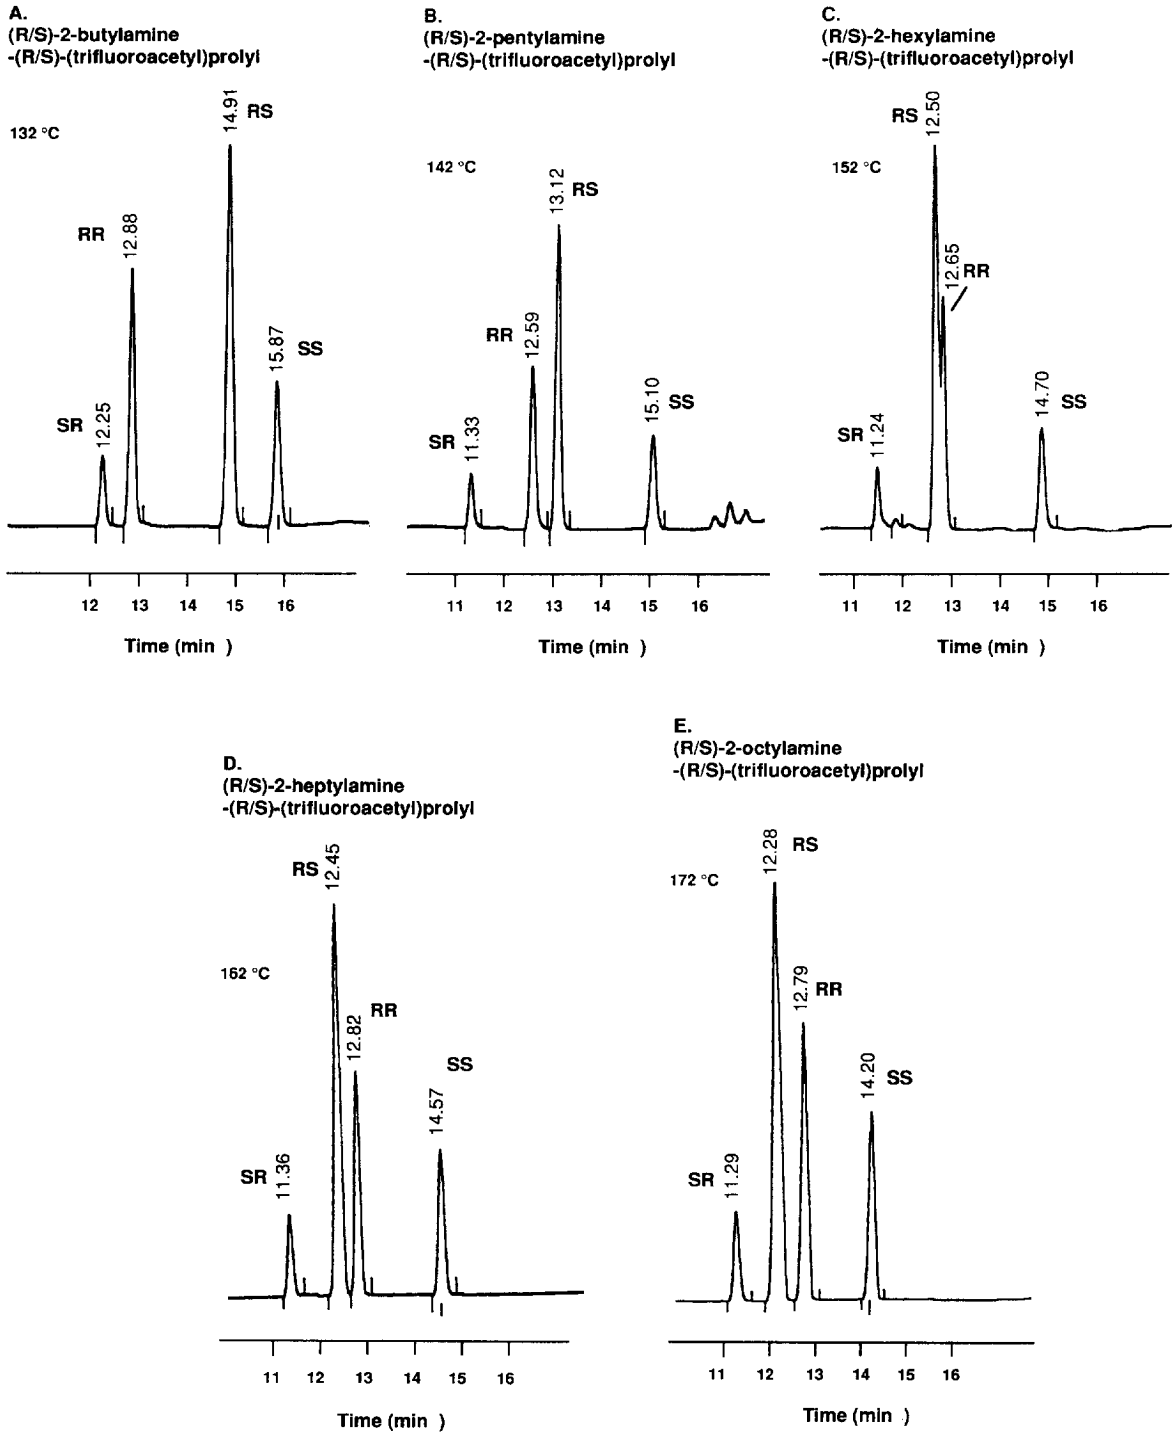 A.
(R/S)-2-butylamine
-(R/S)-(trifluoroacetyl)prolyl
132 °C
SR
12.25
RR
12.88
14.91
RS
15.87
SS
12 13 14 15 16
Time (min )
B.
(R/S)-2-pentylamine
-(R/S)-(trifluoroacetyl)prolyl
142 °C
SR
11.33
RR
12.59
13.12
RS
15.10
SS
11 12 13 14 15 16
Time (min )
C.
(R/S)-2-hexylamine
-(R/S)-(trifluoroacetyl)prolyl
152 °C
SR
11.24
RS
12.50
12.65
RR
14.70
SS
11 12 13 14 15 16
Time (min )
D.
(R/S)-2-heptylamine
-(R/S)-(trifluoroacetyl)prolyl
162 °C
SR
11.36
RS
12.45
12.82
RR
14.57
SS
11 12 13 14 15 16
Time (min )
E.
(R/S)-2-octylamine
-(R/S)-(trifluoroacetyl)prolyl
172 °C
SR
11.29
12.28
RS
12.79
RR
14.20
SS
11 12 13 14 15 16
Time (min )